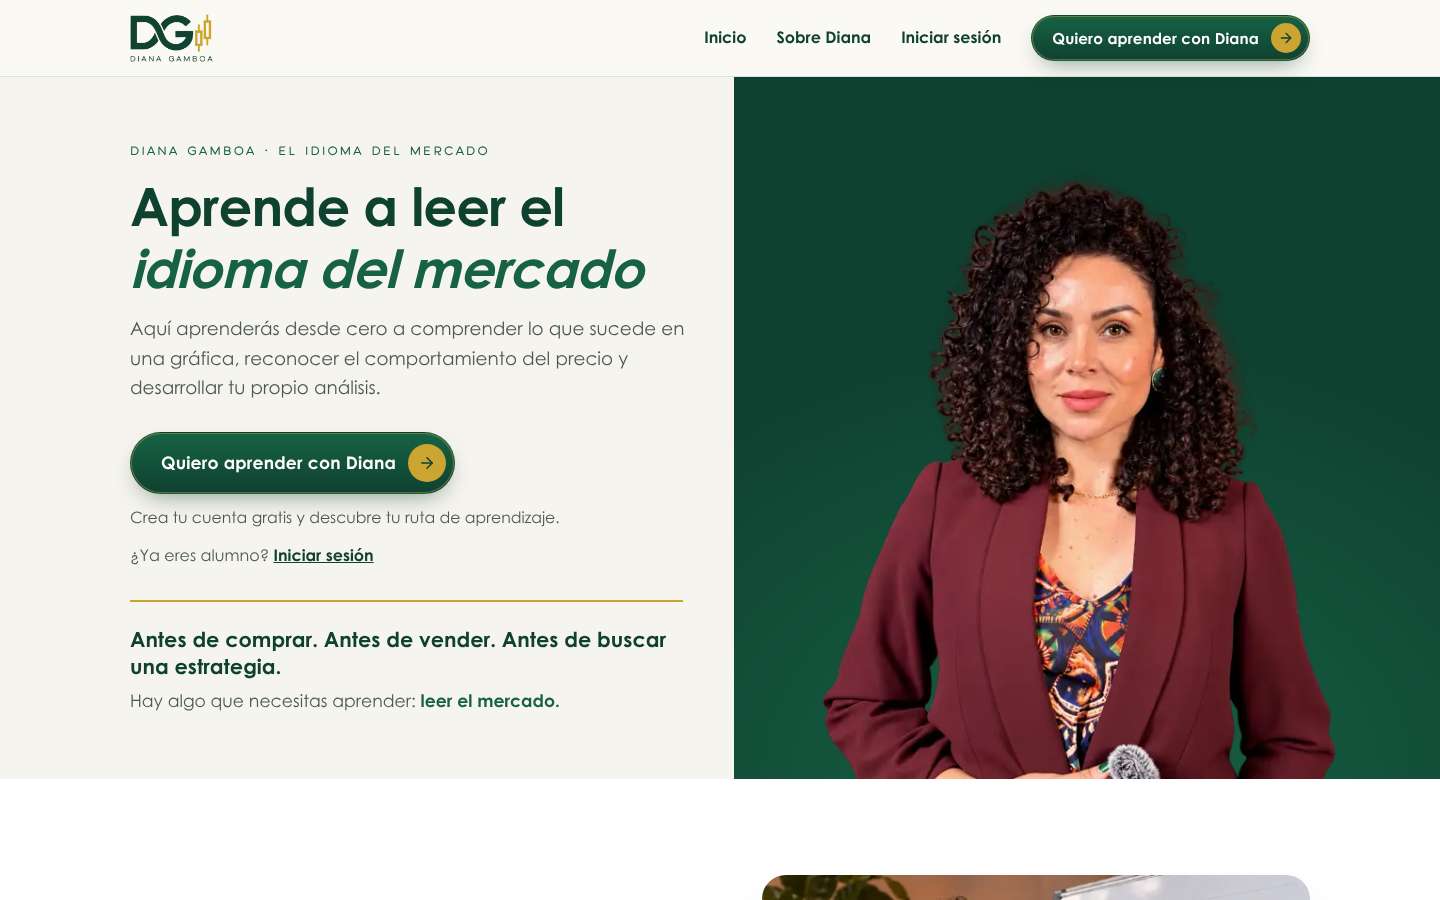 DG
DIANA GAMBOA
Inicio
Sobre Diana
Iniciar sesión
Quiero aprender con Diana
DIANA GAMBOA · EL IDIOMA DEL MERCADO
Aprende a leer el
idioma del mercado
Aquí aprenderás desde cero a comprender lo que sucede en
una gráfica, reconocer el comportamiento del precio y
desarrollar tu propio análisis.
Quiero aprender con Diana
Crea tu cuenta gratis y descubre tu ruta de aprendizaje.
¿Ya eres alumno? Iniciar sesión
Antes de comprar. Antes de vender. Antes de buscar
una estrategia.
Hay algo que necesitas aprender: leer el mercado.